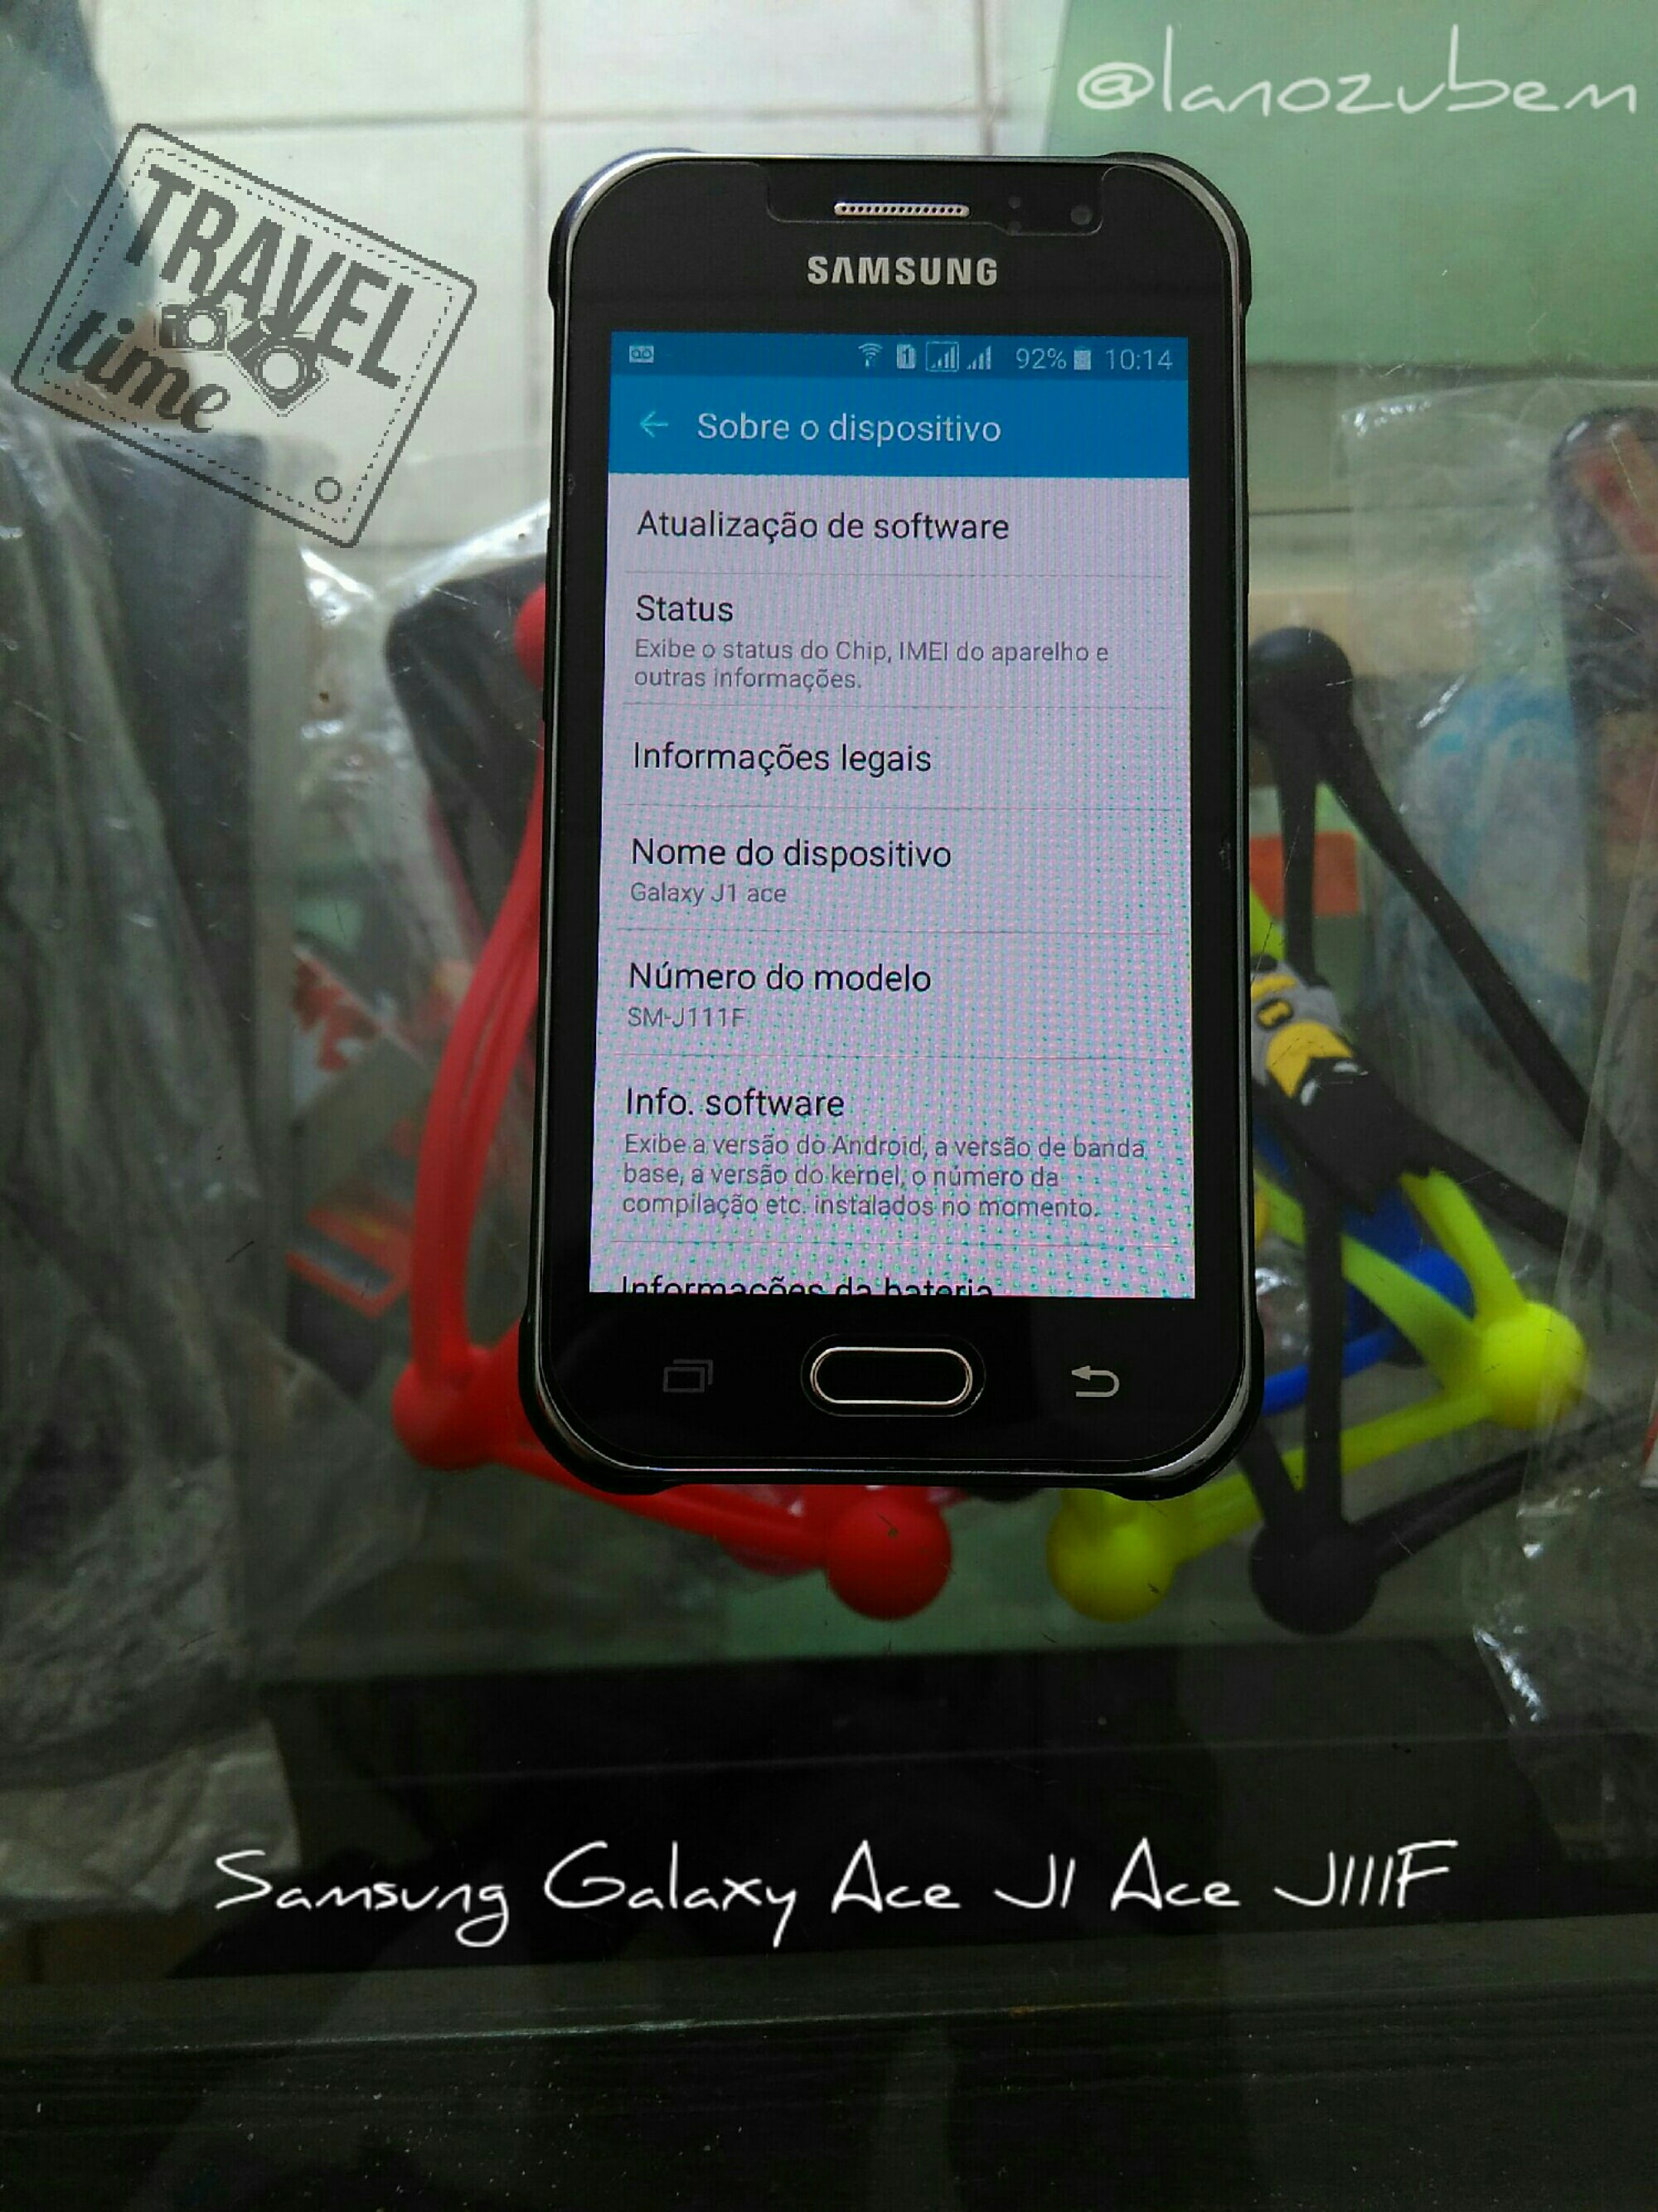 @lanozubem
TRAVEL
time
SAMSUNG
92% 10:14
Sobre o dispositivo
Atualização de software
Status
Exibe o status do Chip, IMEI do aparelho e
outras informações.
Informações legais
Nome do dispositivo
Galaxy J1 ace
Número do modelo
SM-J111F
Info. software
Exibe a versão do Android, a versão de banda
base, a versão do kernel, o número da
compilação etc. instalados no momento.
Informações da bateria
Samsung Galaxy Ace J1 Ace J111F